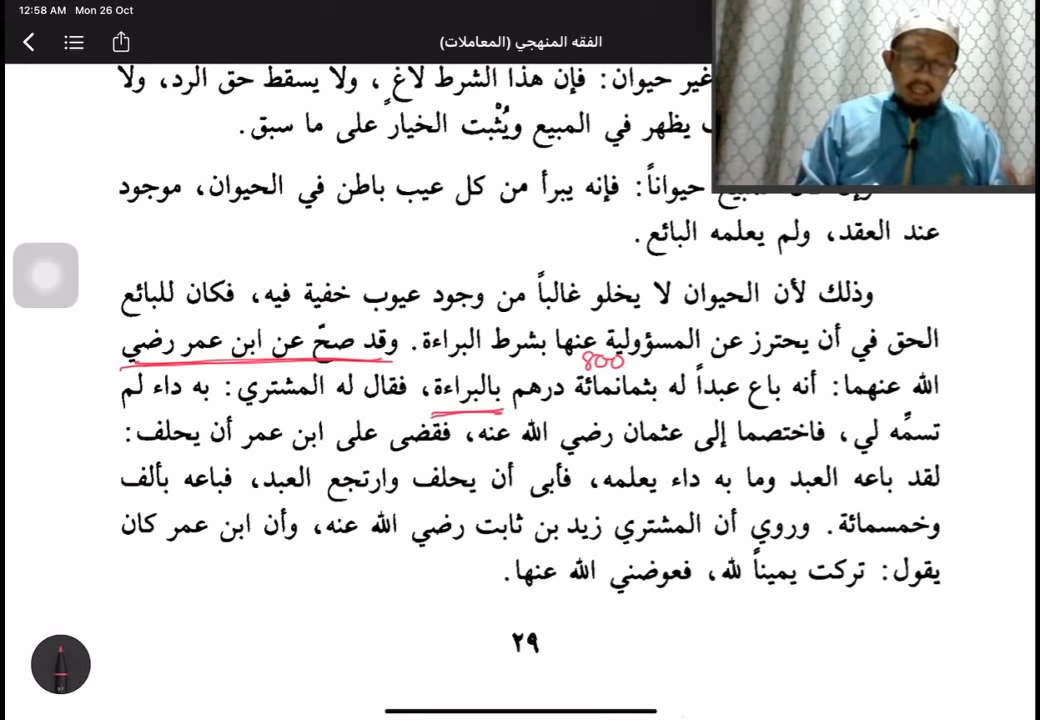 12:58 AM Mon 26 Oct
الفقه المنهجي (المعاملات)
غير حيوان: فإن هذا الشرط لاغٍ، ولا يسقط حق الرد، ولا
يظهر في المبيع ويُثْبت الخيار على ما سبق.
حيواناً: فإنه يبرأ من كل عيب باطن في الحيوان، موجود
عند العقد، ولم يعلمه البائع.
وذلك لأن الحيوان لا يخلو غالباً من وجود عيوب خفية فيه، فكان للبائع
الحق في أن يحترز عن المسؤولية عنها بشرط البراءة. وقد صحّ عن ابن عمر رضي
800
الله عنهما: أنه باع عبداً له بثمانمائة درهم بالبراءة، فقال له المشتري: به داء لم
تسمِّه لي، فاختصما إلى عثمان رضي الله عنه، فقضى على ابن عمر أن يحلف:
لقد باعه العبد وما به داء يعلمه، فأبى أن يحلف وارتجع العبد، فباعه بألف
وخمسمائة. وروي أن المشتري زيد بن ثابت رضي الله عنه، وأن ابن عمر كان
يقول: تركت يميناً لله، فعوضني الله عنها.
٢٩
97